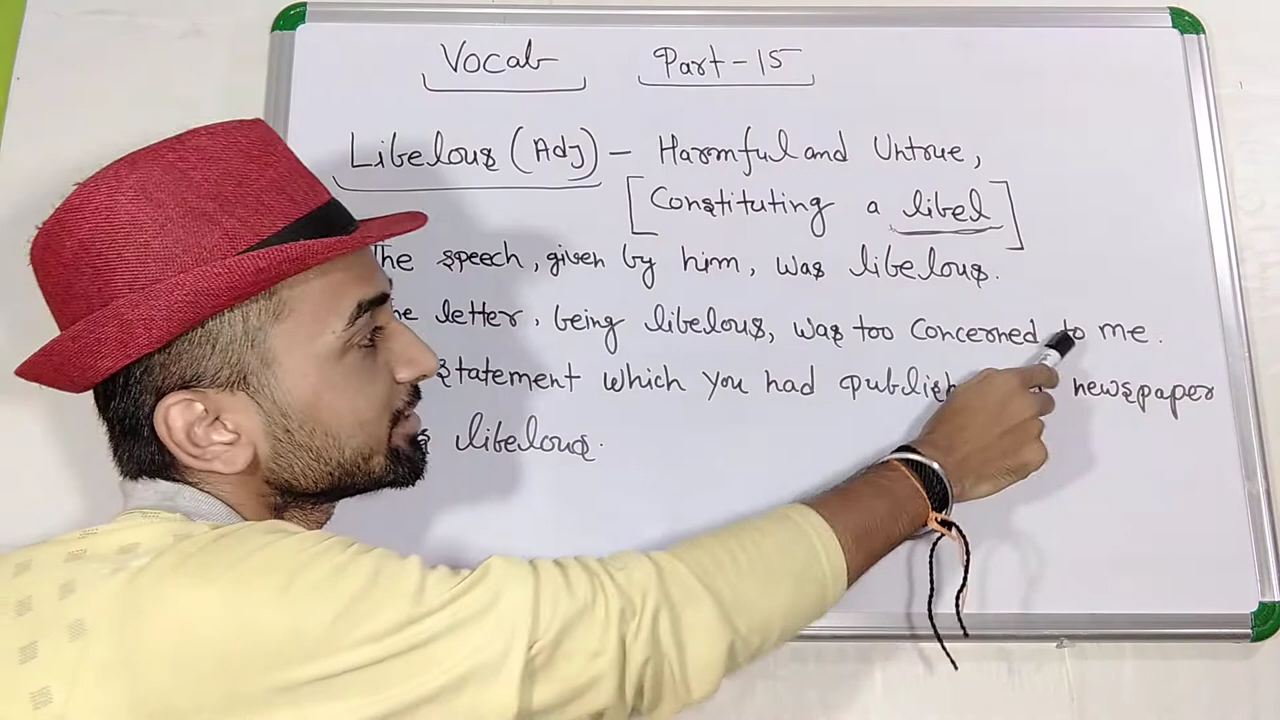 Vocab Part-15
Libelous (Adj) - Harmful and Untrue,
[Constituting a libel]
The speech, given by him, was libelous.
letter, being libelous, was too concerned to me.
statement which you had newspaper
libelous.